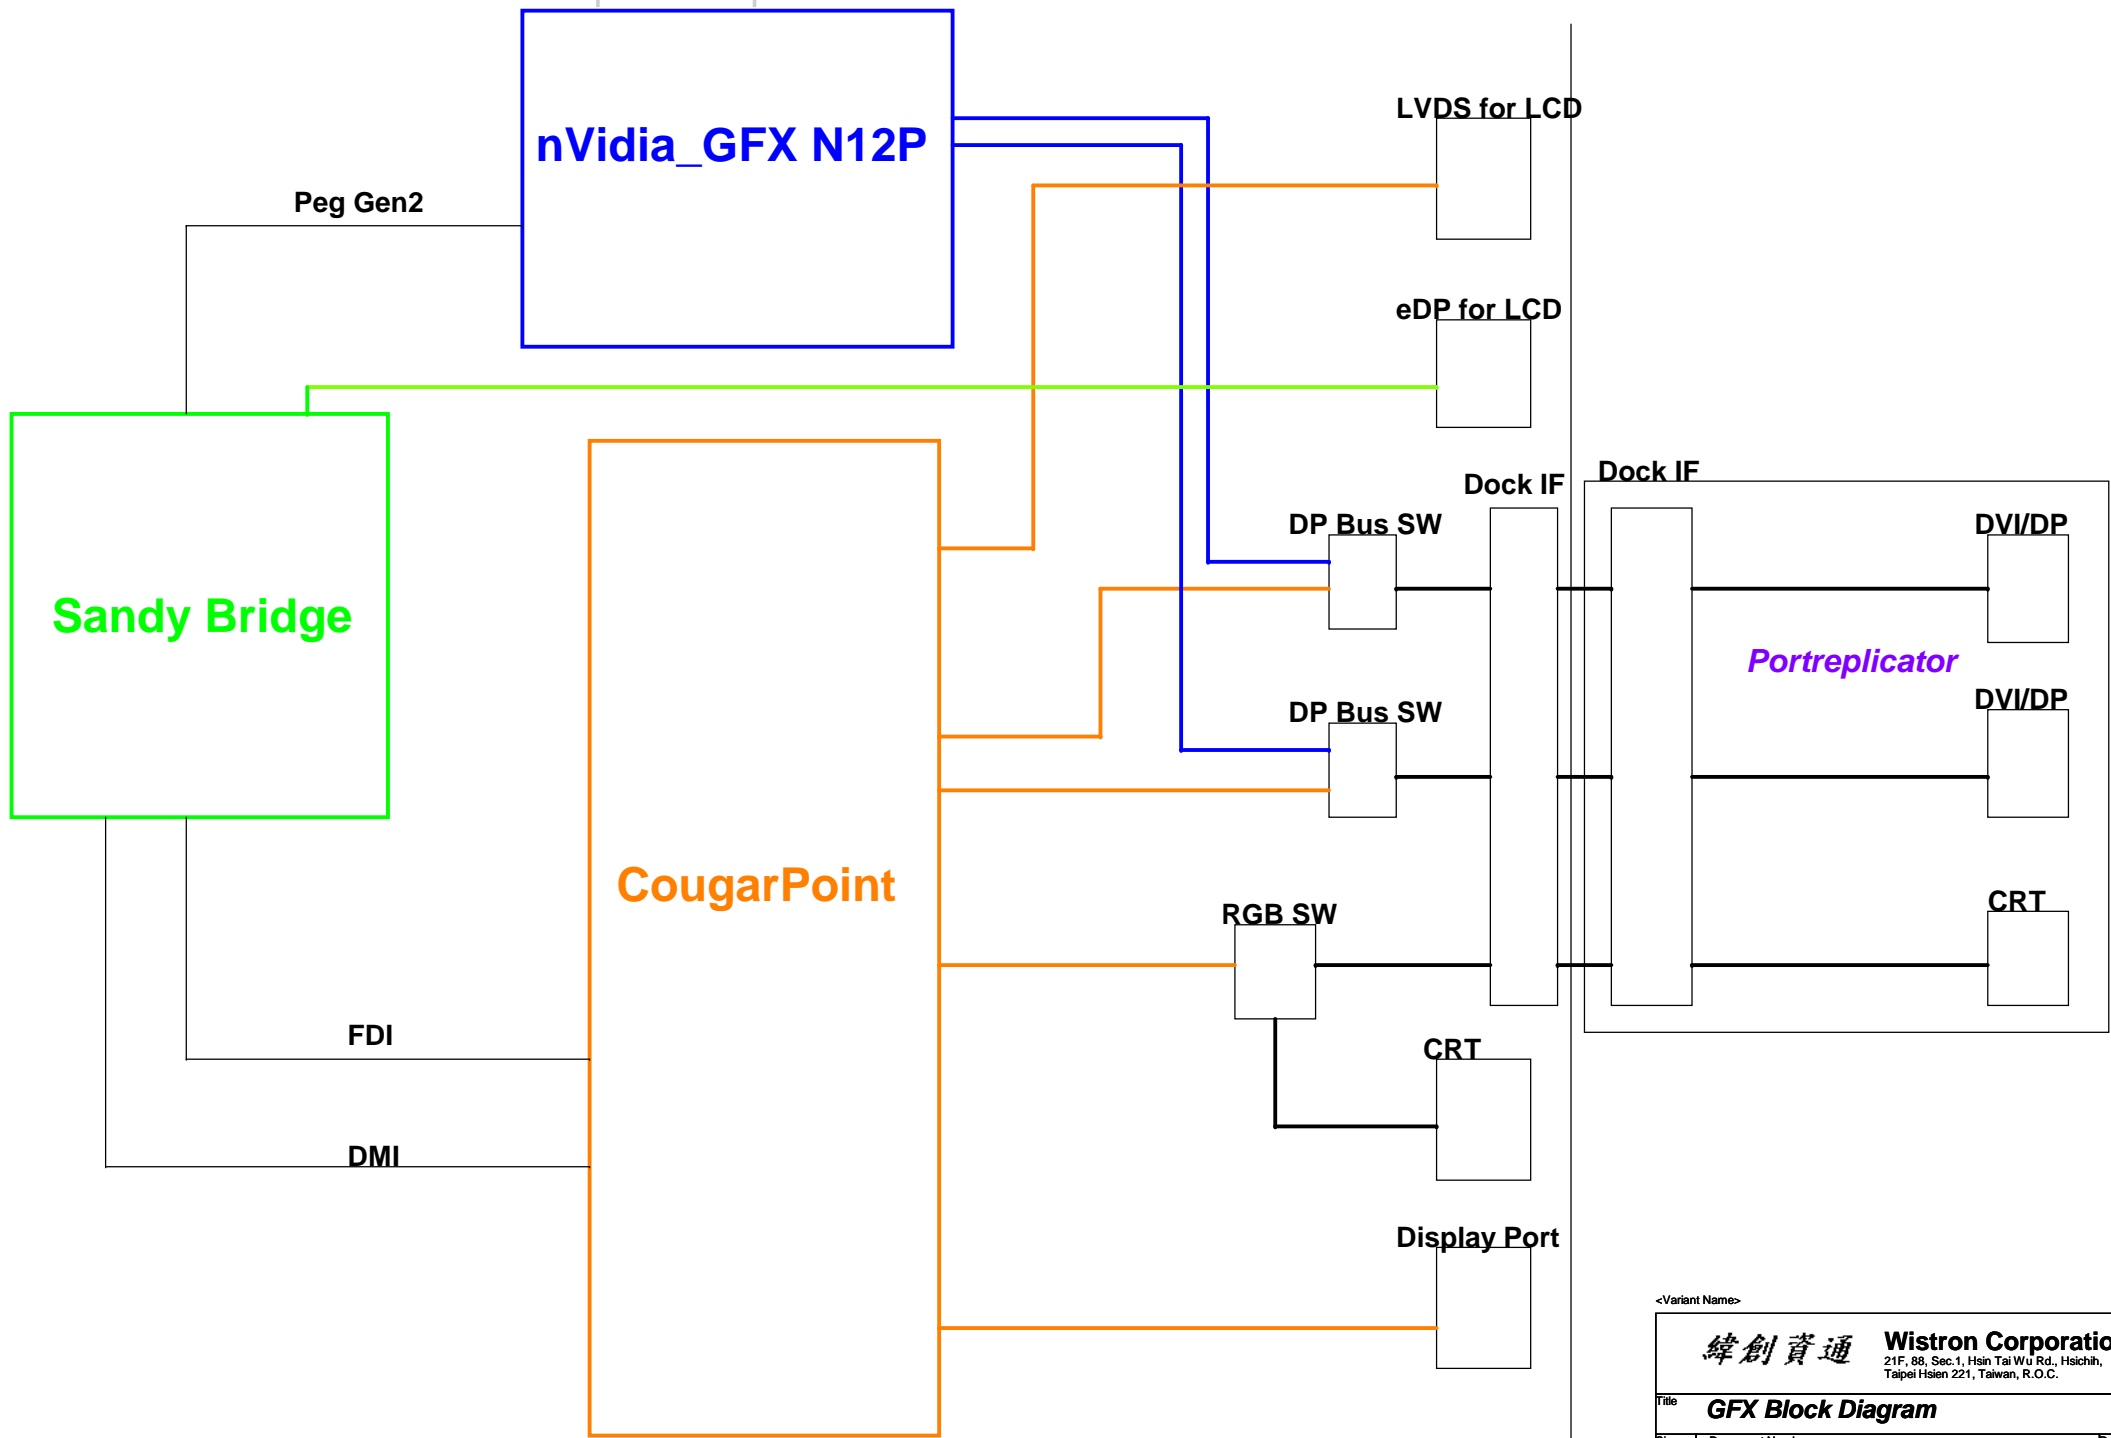 nVidia_GFX N12P
LVDS for LCD
Peg Gen2
eDP for LCD
Dock IF
Dock IF
DP Bus SW
DVI/DP
Sandy Bridge
Portreplicator
DP Bus SW
DVI/DP
CougarPoint
RGB SW
CRT
FDI
CRT
DMI
Display Port
<Variant Name>
緯創資通
Wistron Corporatio
21F, 88, Sec.1, Hsin Tai Wu Rd., Hsichih,
Taipei Hsien 221, Taiwan, R.O.C.
Title
GFX Block Diagram